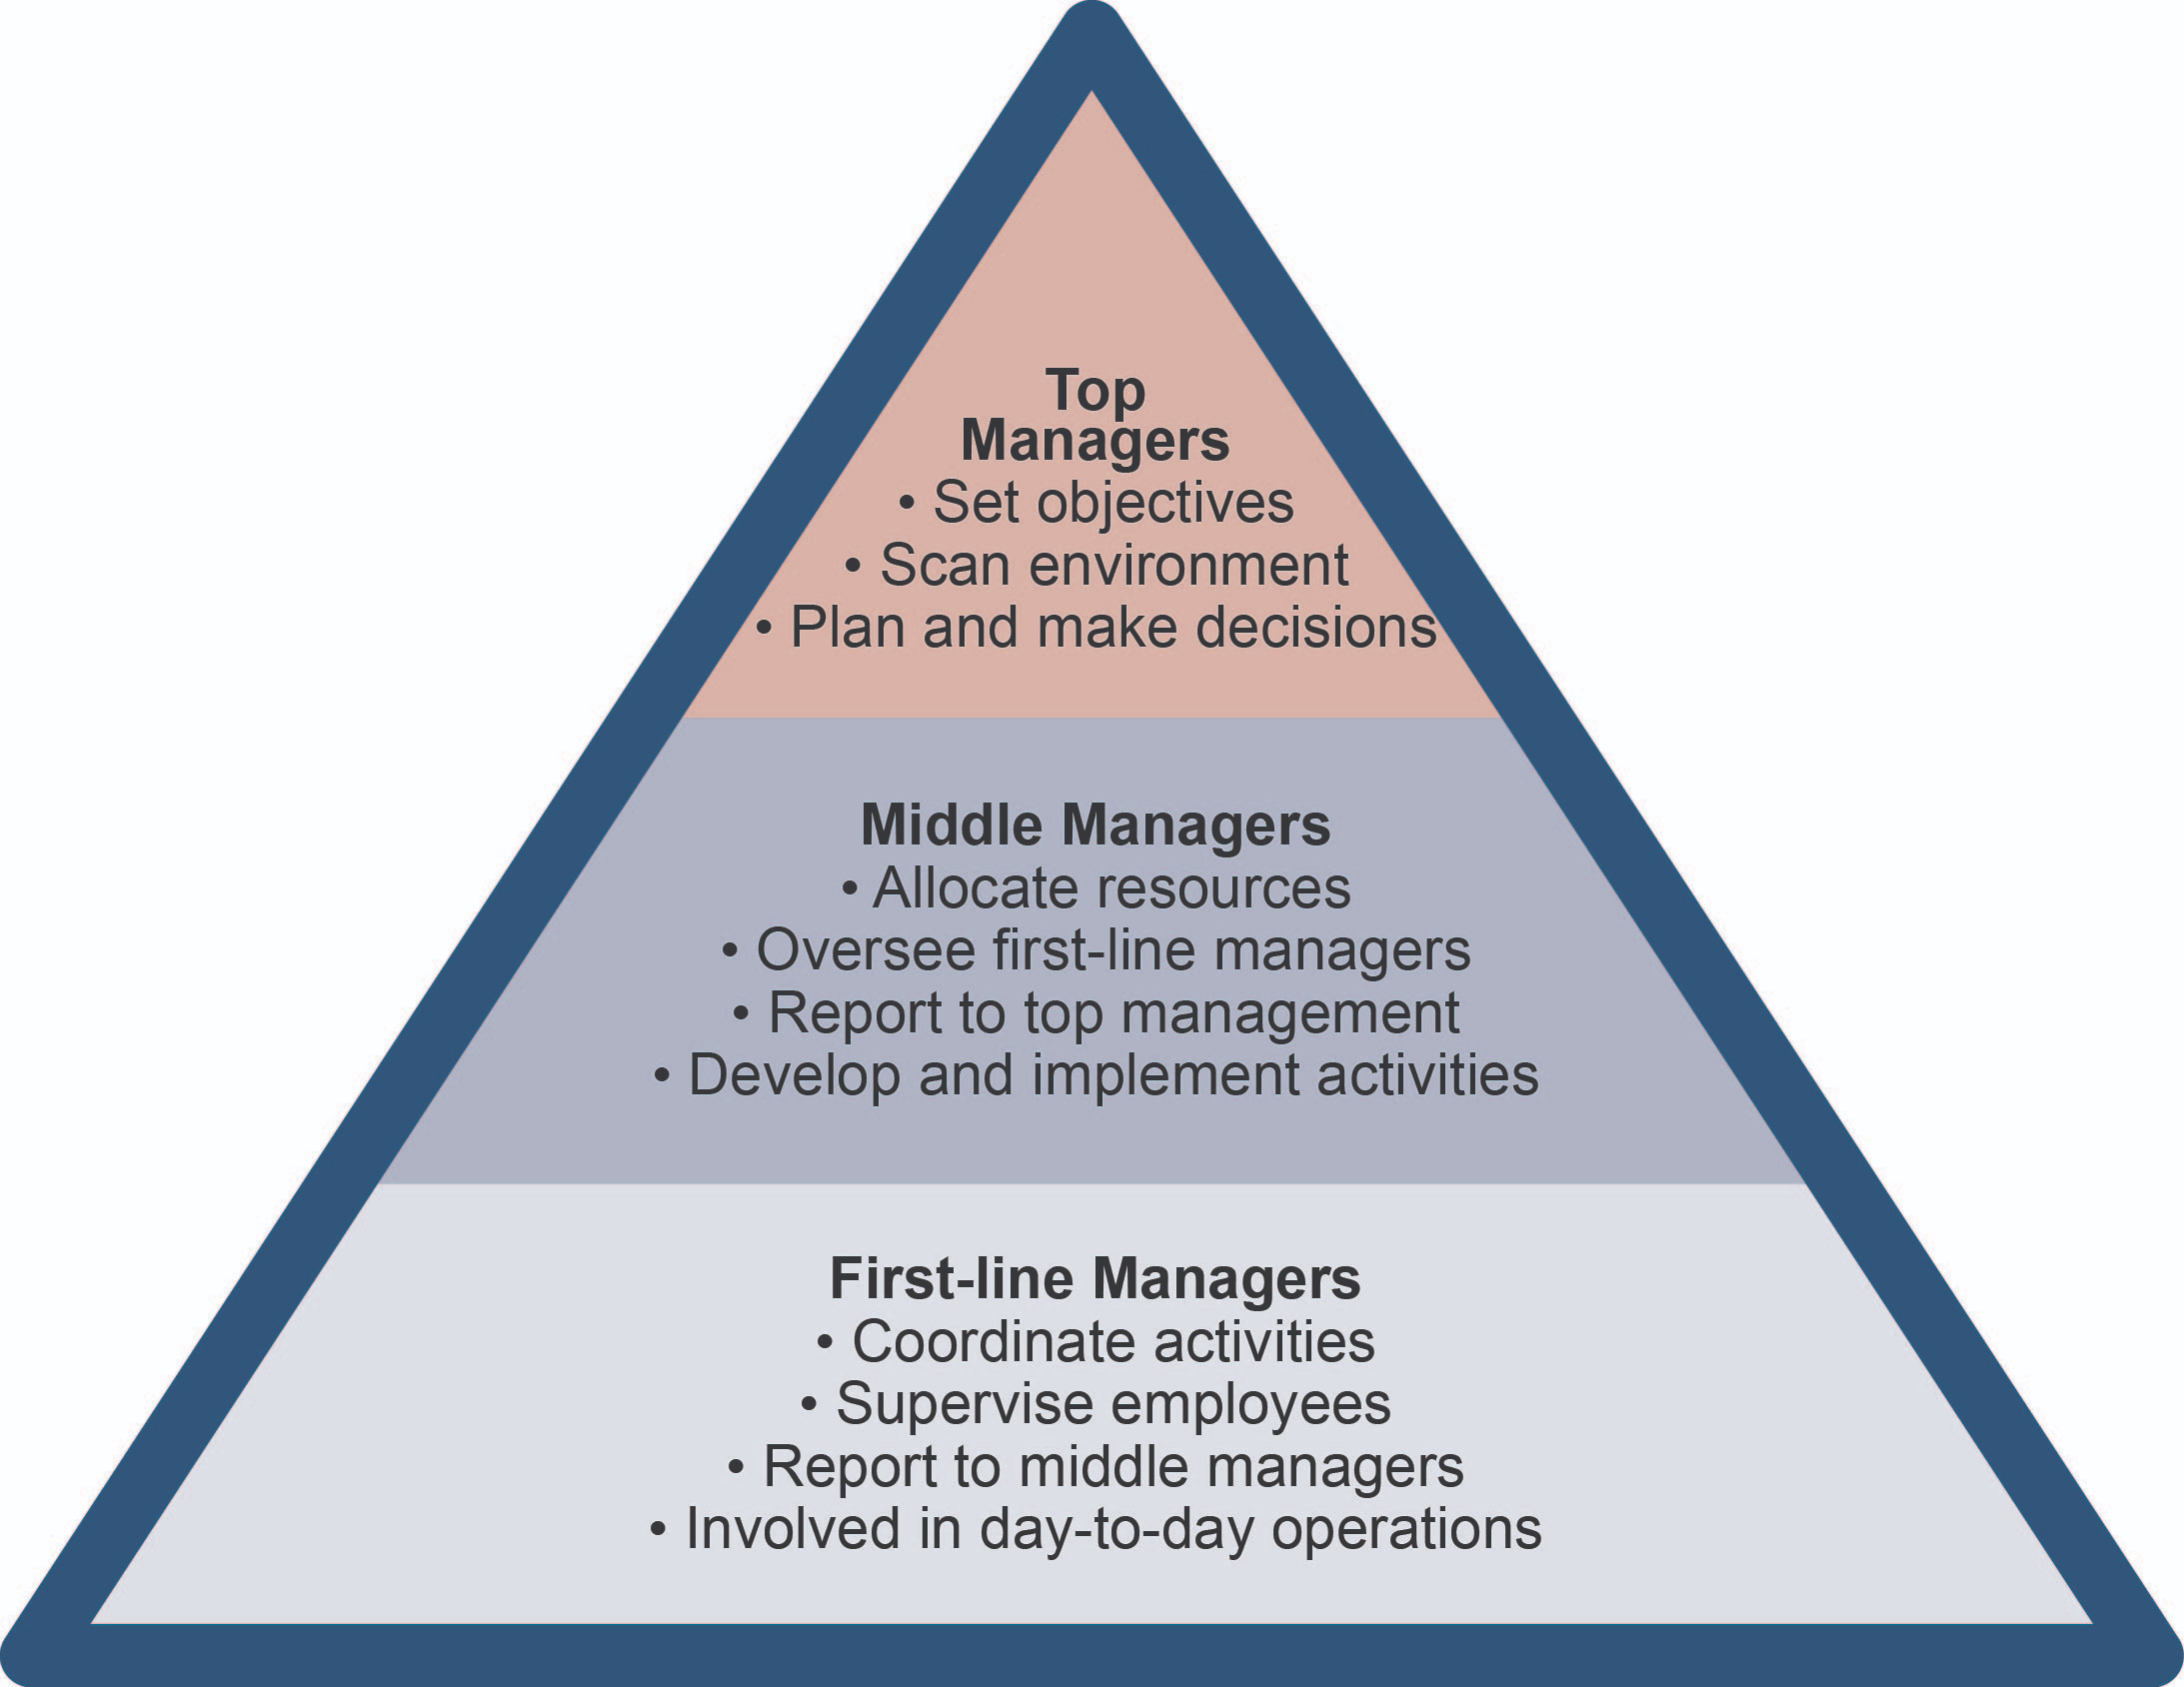 Top
Managers
• Set objectives
• Scan environment
• Plan and make decisions
Middle Managers
• Allocate resources
• Oversee first-line managers
• Report to top management
• Develop and implement activities
First-line Managers
• Coordinate activities
• Supervise employees
• Report to middle managers
• Involved in day-to-day operations